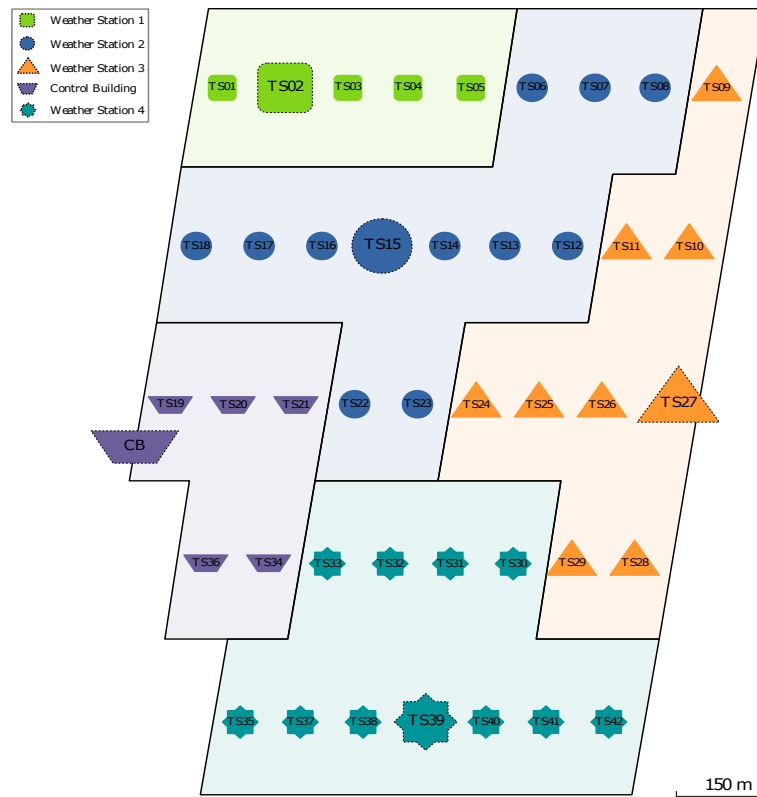 Weather Station 1
Weather Station 2
Weather Station 3
Control Building
Weather Station 4
TS01 TS02 TS03 TS04 TS05 TS06 TS07 TS08 TS09
TS18 TS17 TS16 TS15 TS14 TS13 TS12 TS11 TS10
TS19 TS20 TS21 TS22 TS23 TS24 TS25 TS26 TS27
CB
TS36 TS34 TS33 TS32 TS31 TS30 TS29 TS28
TS35 TS37 TS38 TS39 TS40 TS41 TS42
150 m